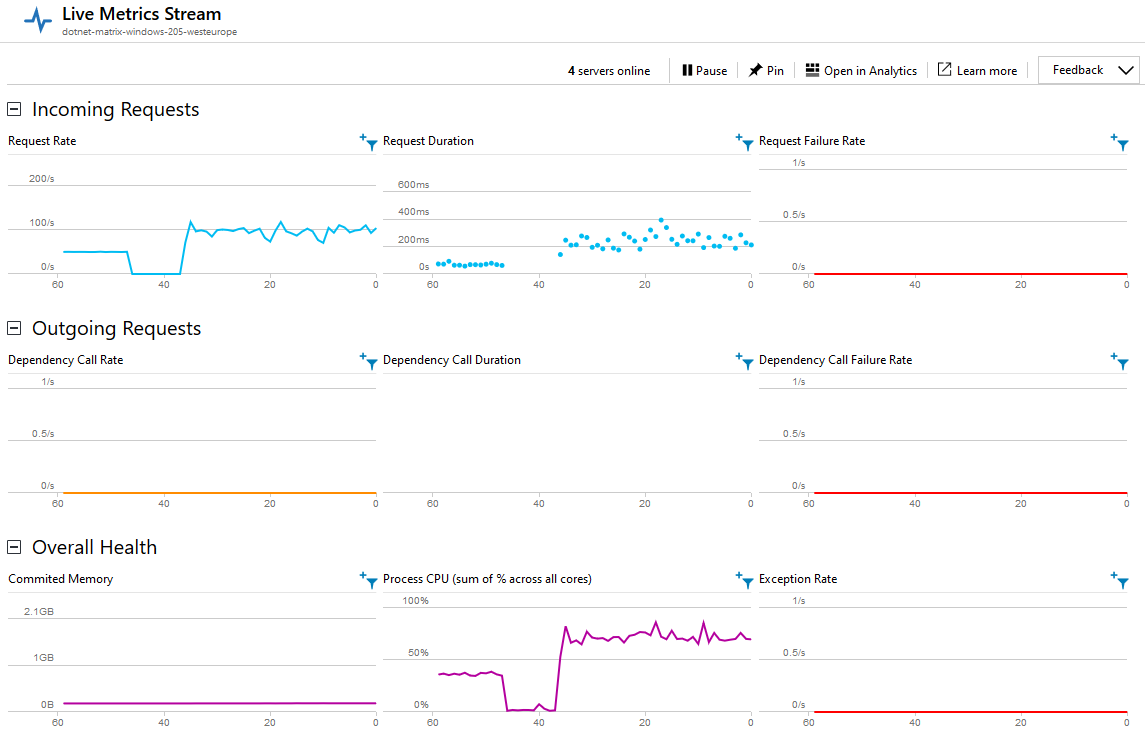 Live Metrics Stream
dotnet-matrix-windows-205-westeurope
4 servers online Pause Pin Open in Analytics Learn more Feedback
Incoming Requests
Request Rate
200/s
100/s
0/s
60 40 20 0
Request Duration
600ms
400ms
200ms
0s
60 40 20 0
Request Failure Rate
1/s
0.5/s
0/s
60 40 20 0
Outgoing Requests
Dependency Call Rate
1/s
0.5/s
0/s
60 40 20 0
Dependency Call Duration
60 40 20 0
Dependency Call Failure Rate
1/s
0.5/s
0/s
60 40 20 0
Overall Health
Commited Memory
2.1GB
1GB
0B
60 40 20 0
Process CPU (sum of % across all cores)
100%
50%
0%
60 40 20 0
Exception Rate
1/s
0.5/s
0/s
60 40 20 0